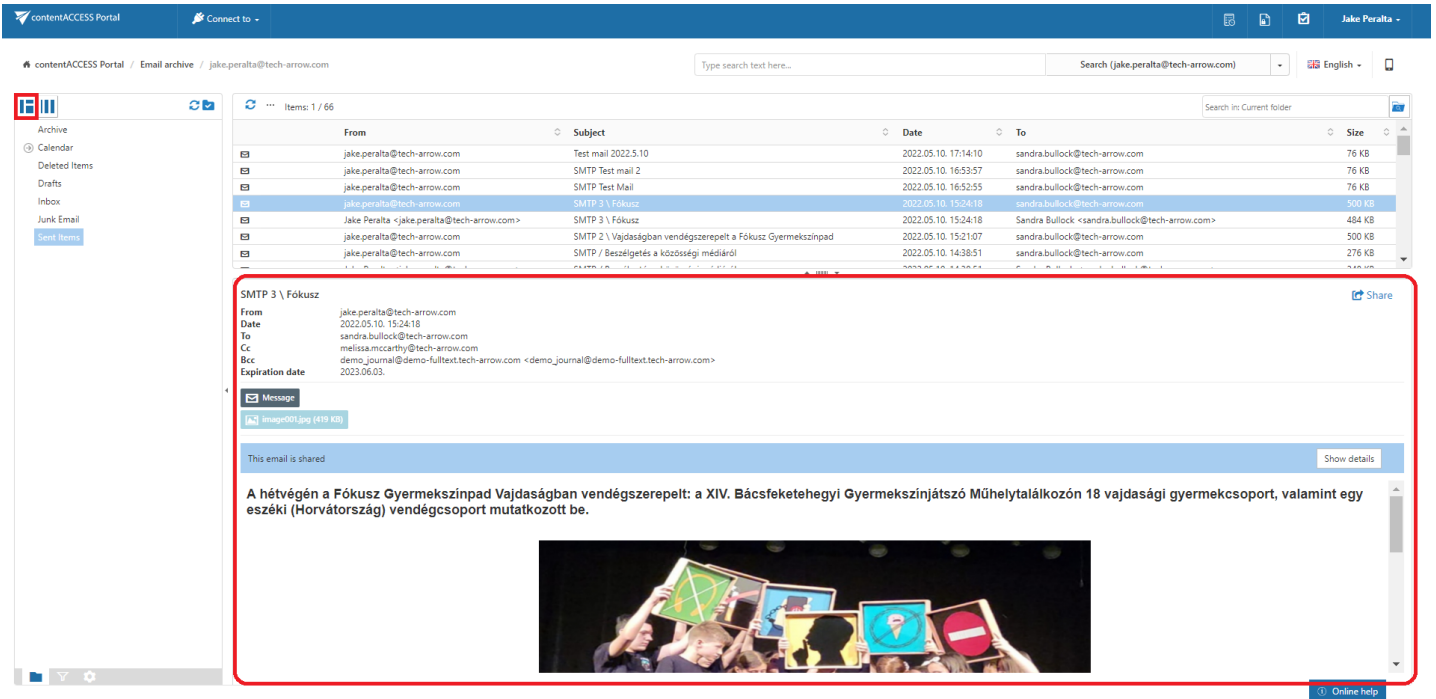 contentACCESS Portal
Connect to
Jake Peralta
contentACCESS Portal / Email archive / jake.peralta@tech-arrow.com
Type search text here...
Search (jake.peralta@tech-arrow.com)
English
Archive
Calendar
Deleted Items
Drafts
Inbox
Junk Email
Sent Items
Items: 1 / 66
Search in: Current folder
From Subject Date To Size
jake.peralta@tech-arrow.com Test mail 2022.5.10 2022.05.10. 17:14:10 sandra.bullock@tech-arrow.com 76 KB
jake.peralta@tech-arrow.com SMTP Test mail 2 2022.05.10. 16:53:57 sandra.bullock@tech-arrow.com 76 KB
jake.peralta@tech-arrow.com SMTP Test Mail 2022.05.10. 16:52:55 sandra.bullock@tech-arrow.com 76 KB
jake.peralta@tech-arrow.com SMTP 3 \ Fókusz 2022.05.10. 15:24:18 sandra.bullock@tech-arrow.com 500 KB
Jake Peralta <jake.peralta@tech-arrow.com> SMTP 3 \ Fókusz 2022.05.10. 15:24:18 Sandra Bullock <sandra.bullock@tech-arrow.com> 484 KB
jake.peralta@tech-arrow.com SMTP 2 \ Vajdaságban vendégszerepelt a Fókusz Gyermekszínpad 2022.05.10. 15:21:07 sandra.bullock@tech-arrow.com 500 KB
jake.peralta@tech-arrow.com SMTP / Beszélgetés a közösségi médiáról 2022.05.10. 14:38:51 sandra.bullock@tech-arrow.com 276 KB
SMTP 3 \ Fókusz
Share
From jake.peralta@tech-arrow.com
Date 2022.05.10. 15:24:18
To sandra.bullock@tech-arrow.com
Cc melissa.mccarthy@tech-arrow.com
Bcc demo_journal@demo-fulltext.tech-arrow.com <demo_journal@demo-fulltext.tech-arrow.com>
Expiration date 2023.06.03.
Message
image001.jpg (419 KB)
This email is shared
Show details
A hétvégén a Fókusz Gyermekszínpad Vajdaságban vendégszerepelt: a XIV. Bácsfeketehegyi Gyermekszínjátszó Műhelytalálkozón 18 vajdasági gyermekcsoport, valamint egy
eszéki (Horvátország) vendégcsoport mutatkozott be.
Online help